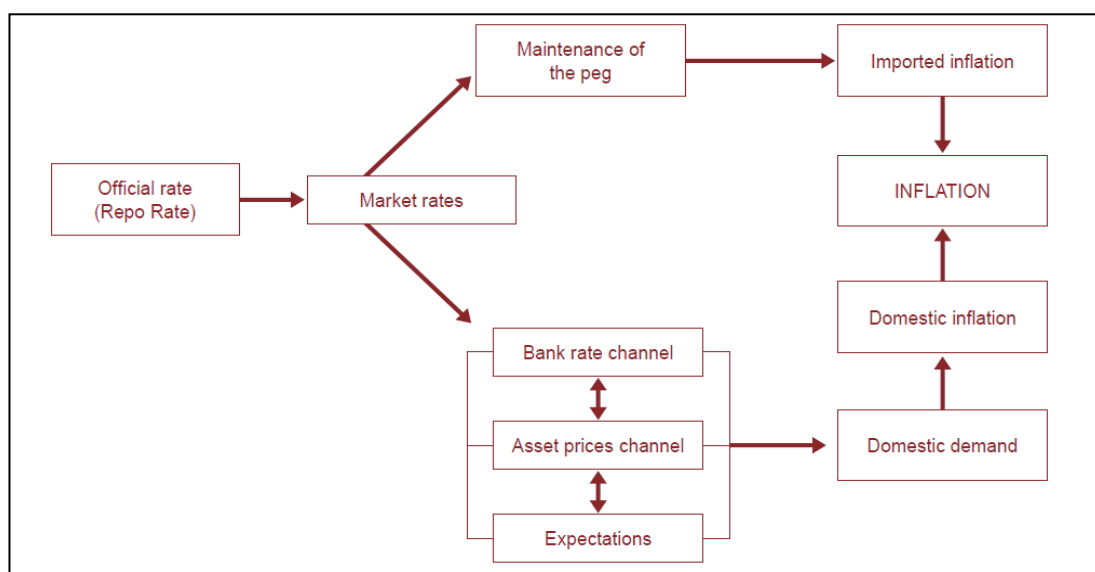 Maintenance of
the peg
Imported inflation
Official rate
(Repo Rate)
Market rates
INFLATION
Domestic inflation
Bank rate channel
Asset prices channel
Domestic demand
Expectations